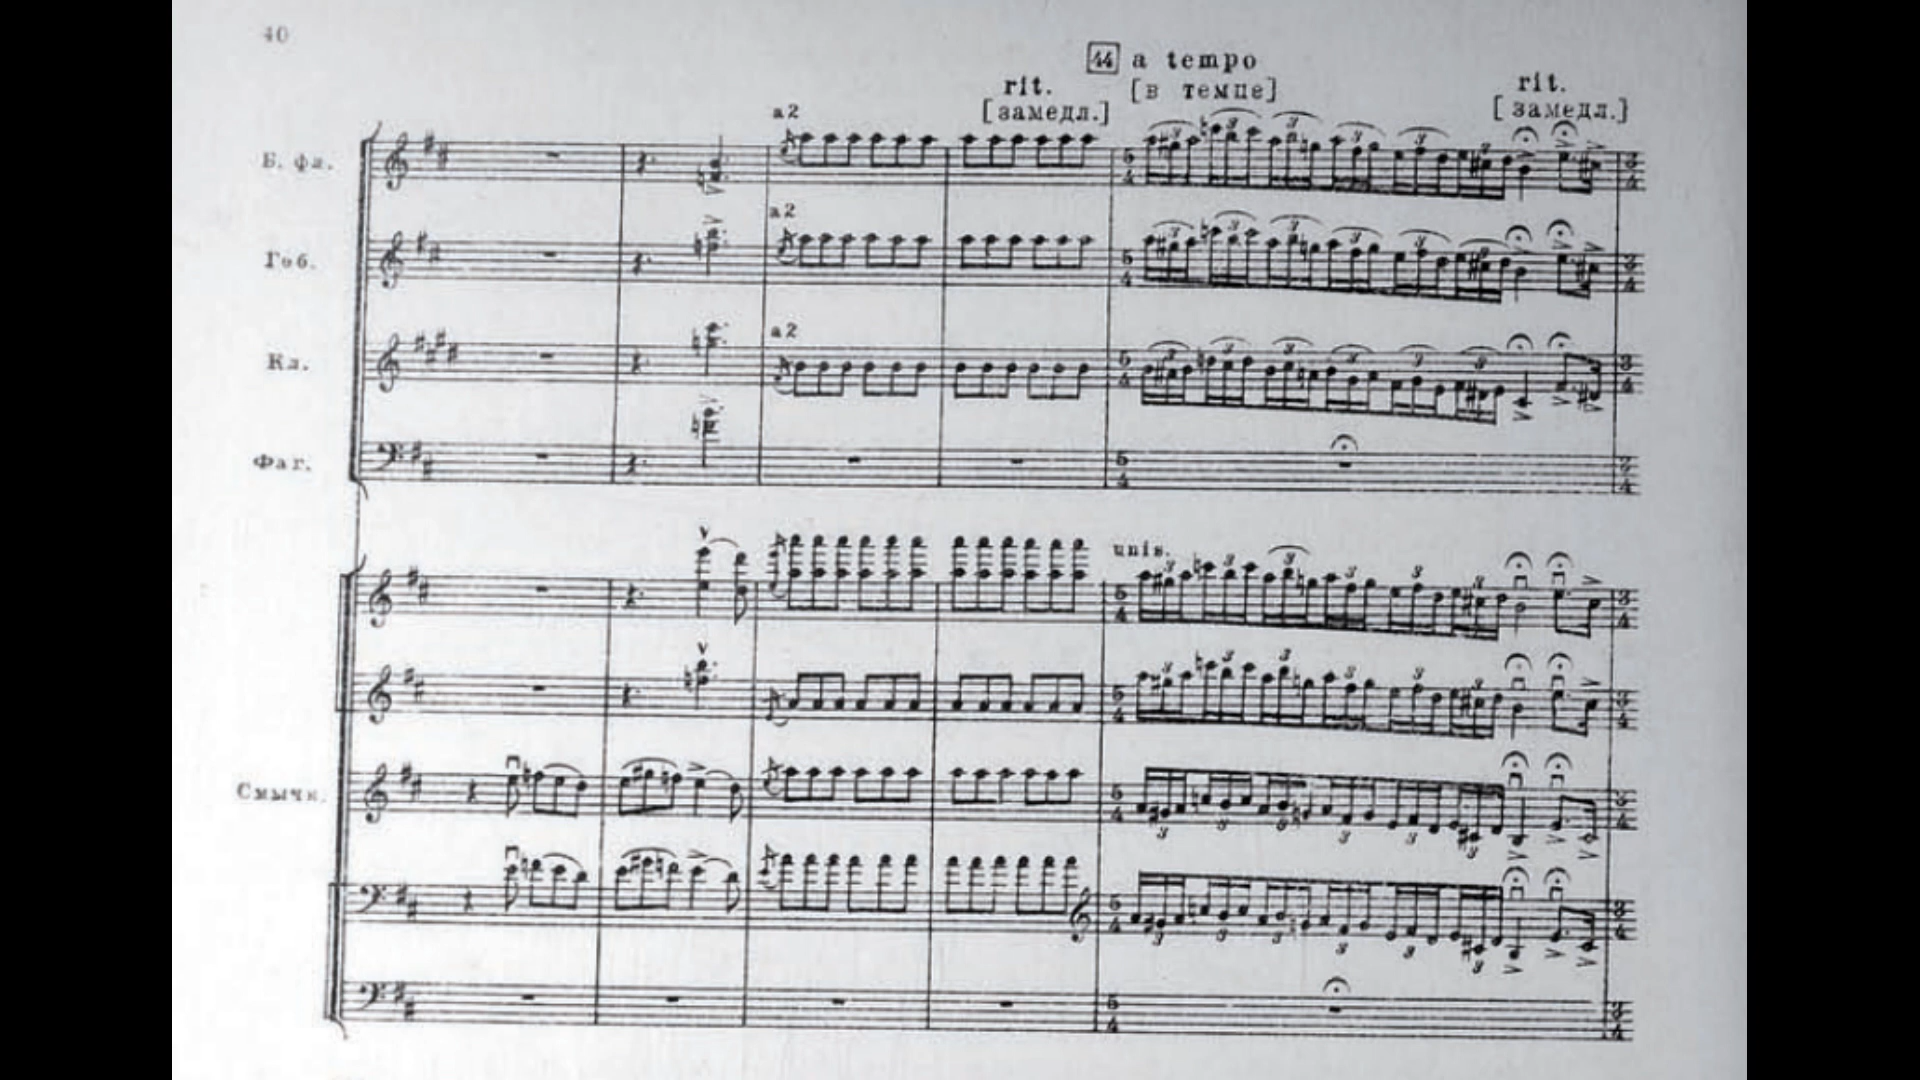 40
44 a tempo
[в темпе]
rit.
[замедл.]
rit.
[замедл.]
Б. фл.
a2
Гоб.
a2
Кл.
a2
Фаг.
unis.
Смычк.